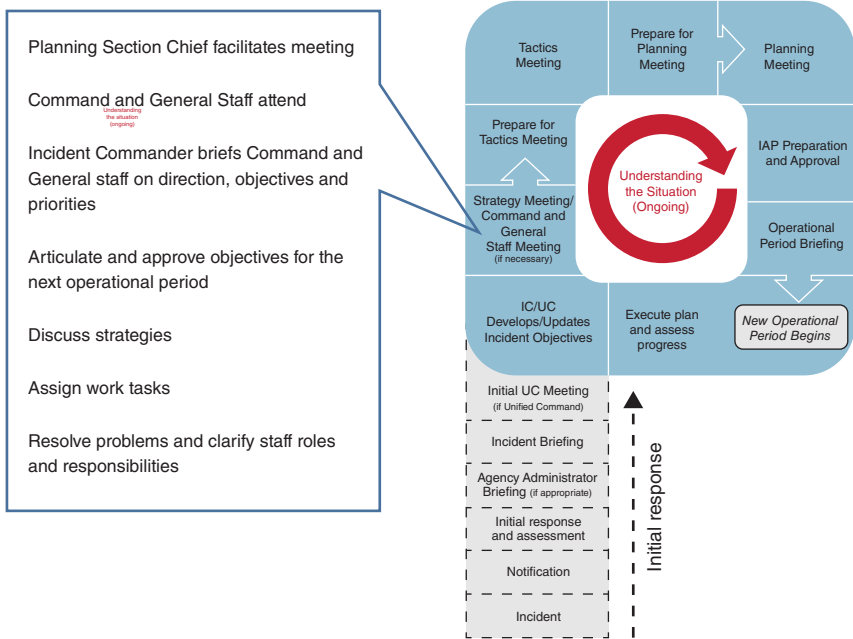 Planning Section Chief facilitates meeting
Command and General Staff attend
Understanding
the situation
(ongoing)
Incident Commander briefs Command and
General staff on direction, objectives and
priorities
Articulate and approve objectives for the
next operational period
Discuss strategies
Assign work tasks
Resolve problems and clarify staff roles
and responsibilities
Tactics
Meeting
Prepare for
Planning
Meeting
Planning
Meeting
Prepare for
Tactics Meeting
Understanding
the Situation
(Ongoing)
IAP Preparation
and Approval
Strategy Meeting/
Command and
General
Staff Meeting
(if necessary)
Operational
Period Briefing
IC/UC
Develops/Updates
Incident Objectives
Execute plan
and assess
progress
New Operational
Period Begins
Initial UC Meeting
(if Unified Command)
Incident Briefing
Agency Administrator
Briefing (if appropriate)
Initial response
and assessment
Notification
Incident
Initial response